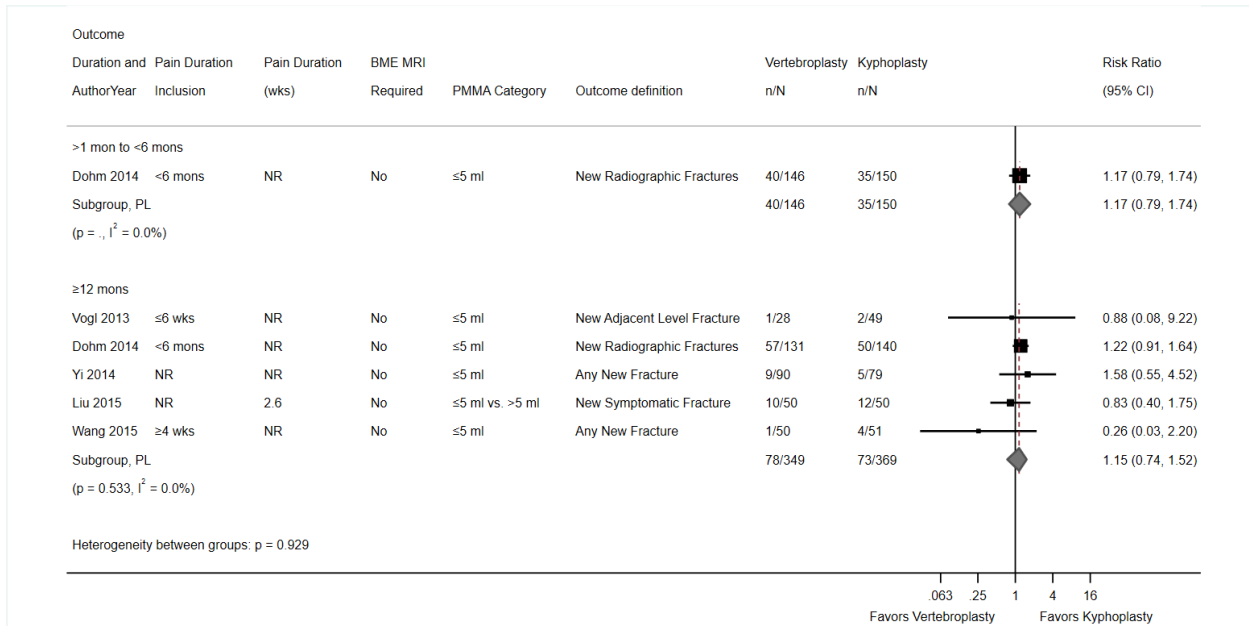 Outcome
Duration and Pain Duration Pain Duration BME MRI Vertebroplasty Kyphoplasty Risk Ratio
AuthorYear Inclusion (wks) Required PMMA Category Outcome definition n/N n/N (95% CI)
>1 mon to <6 mons
Dohm 2014 <6 mons NR No ≤5 ml New Radiographic Fractures 40/146 35/150 1.17 (0.79, 1.74)
Subgroup, PL 40/146 35/150 1.17 (0.79, 1.74)
(p = ., I² = 0.0%)
≥12 mons
Vogl 2013 ≤6 wks NR No ≤5 ml New Adjacent Level Fracture 1/28 2/49 0.88 (0.08, 9.22)
Dohm 2014 <6 mons NR No ≤5 ml New Radiographic Fractures 57/131 50/140 1.22 (0.91, 1.64)
Yi 2014 NR NR No ≤5 ml Any New Fracture 9/90 5/79 1.58 (0.55, 4.52)
Liu 2015 NR 2.6 No ≤5 ml vs. >5 ml New Symptomatic Fracture 10/50 12/50 0.83 (0.40, 1.75)
Wang 2015 ≥4 wks NR No ≤5 ml Any New Fracture 1/50 4/51 0.26 (0.03, 2.20)
Subgroup, PL 78/349 73/369 1.15 (0.74, 1.52)
(p = 0.533, I² = 0.0%)
Heterogeneity between groups: p = 0.929
.063 .25 1 4 16
Favors Vertebroplasty Favors Kyphoplasty